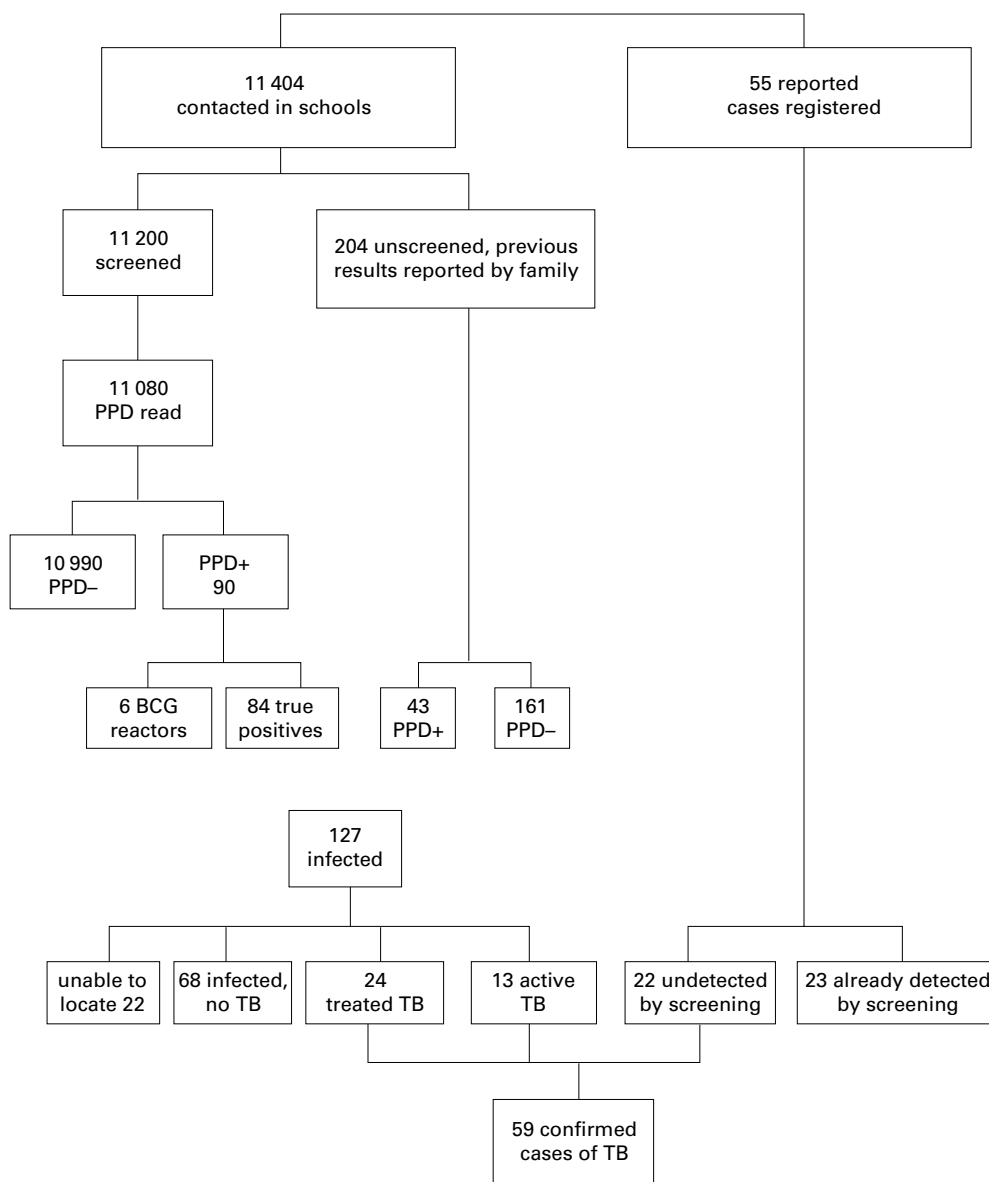 11 404
contacted in schools
55 reported
cases registered
11 200
screened
204 unscreened, previous
results reported by family
11 080
PPD read
10 990
PPD–
PPD+
90
6 BCG
reactors
84 true
positives
43
PPD+
161
PPD–
127
infected
unable to
locate 22
68 infected,
no TB
24
treated TB
13 active
TB
22 undetected
by screening
23 already detected
by screening
59 confirmed
cases of TB